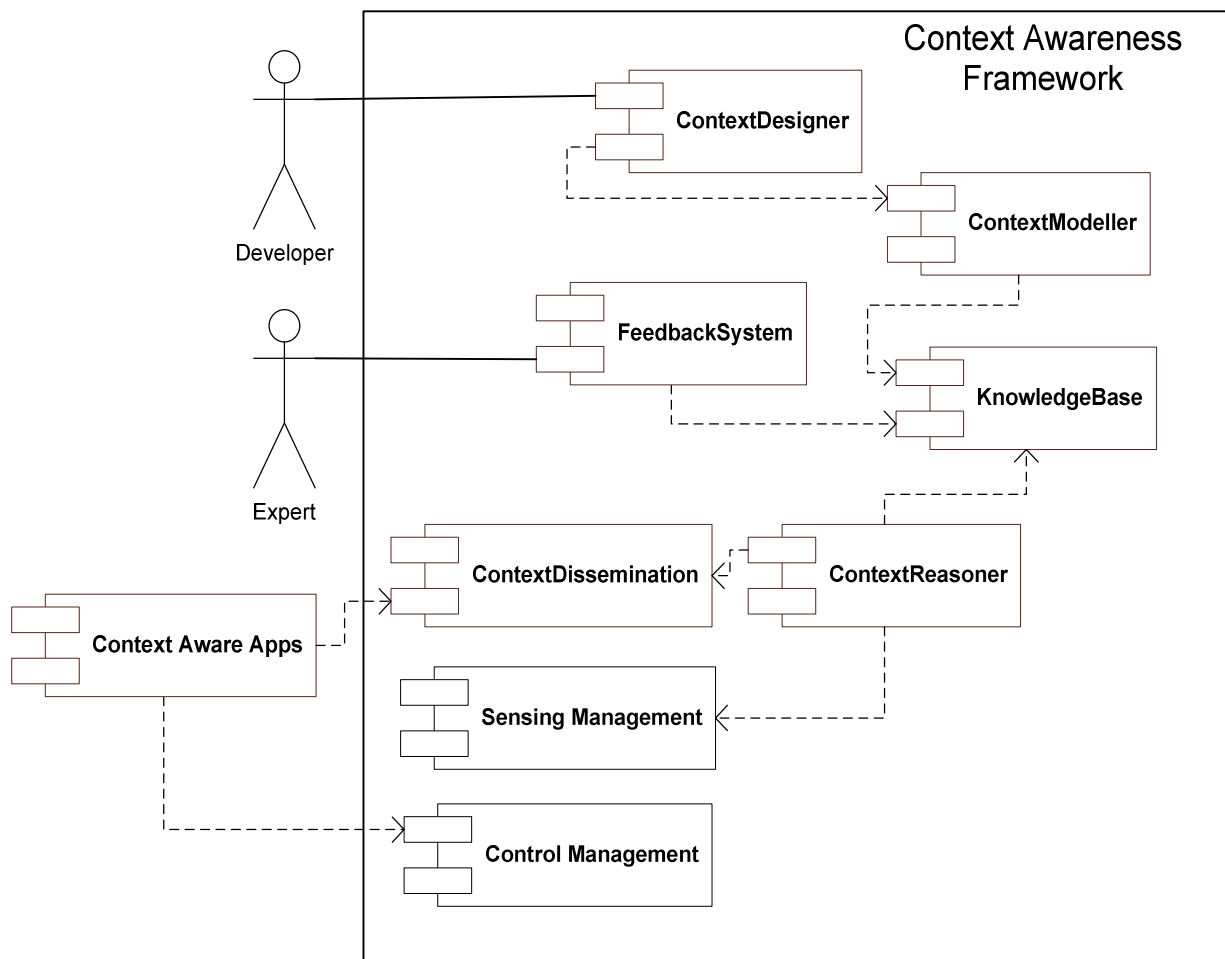 Context Awareness
Framework
ContextDesigner
ContextModeller
Developer
FeedbackSystem
KnowledgeBase
Expert
ContextDissemination
ContextReasoner
Context Aware Apps
Sensing Management
Control Management